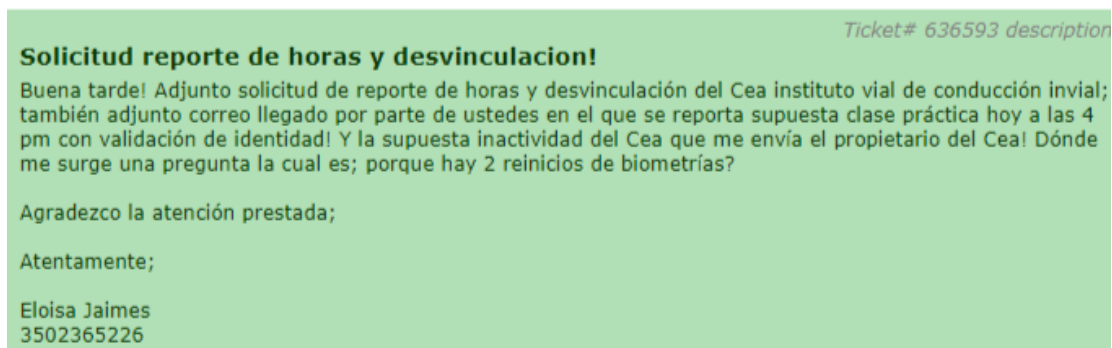 Ticket# 636593 description
Solicitud reporte de horas y desvinculacion!
Buena tarde! Adjunto solicitud de reporte de horas y desvinculación del Cea instituto vial de conducción invial;
también adjunto correo llegado por parte de ustedes en el que se reporta supuesta clase práctica hoy a las 4
pm con validación de identidad! Y la supuesta inactividad del Cea que me envía el propietario del Cea! Dónde
me surge una pregunta la cual es; porque hay 2 reinicios de biometrías?
Agradezco la atención prestada;
Atentamente;
Eloisa Jaimes
3502365226